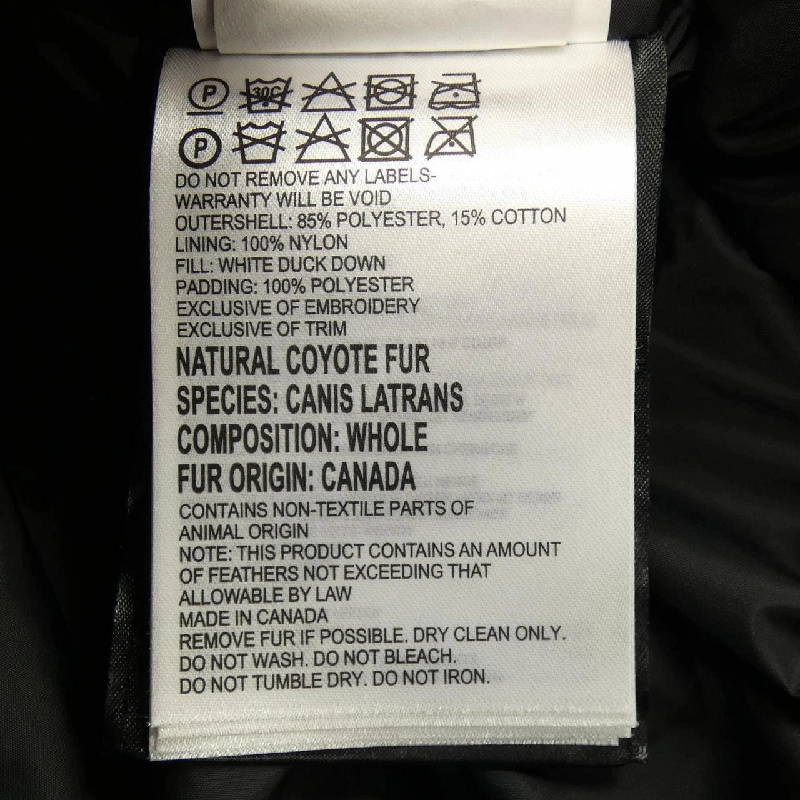 P 30C
P
DO NOT REMOVE ANY LABELS-
WARRANTY WILL BE VOID
OUTERSHELL: 85% POLYESTER, 15% COTTON
LINING: 100% NYLON
FILL: WHITE DUCK DOWN
PADDING: 100% POLYESTER
EXCLUSIVE OF EMBROIDERY
EXCLUSIVE OF TRIM
NATURAL COYOTE FUR
SPECIES: CANIS LATRANS
COMPOSITION: WHOLE
FUR ORIGIN: CANADA
CONTAINS NON-TEXTILE PARTS OF
ANIMAL ORIGIN
NOTE: THIS PRODUCT CONTAINS AN AMOUNT
OF FEATHERS NOT EXCEEDING THAT
ALLOWABLE BY LAW
MADE IN CANADA
REMOVE FUR IF POSSIBLE. DRY CLEAN ONLY.
DO NOT WASH. DO NOT BLEACH.
DO NOT TUMBLE DRY. DO NOT IRON.